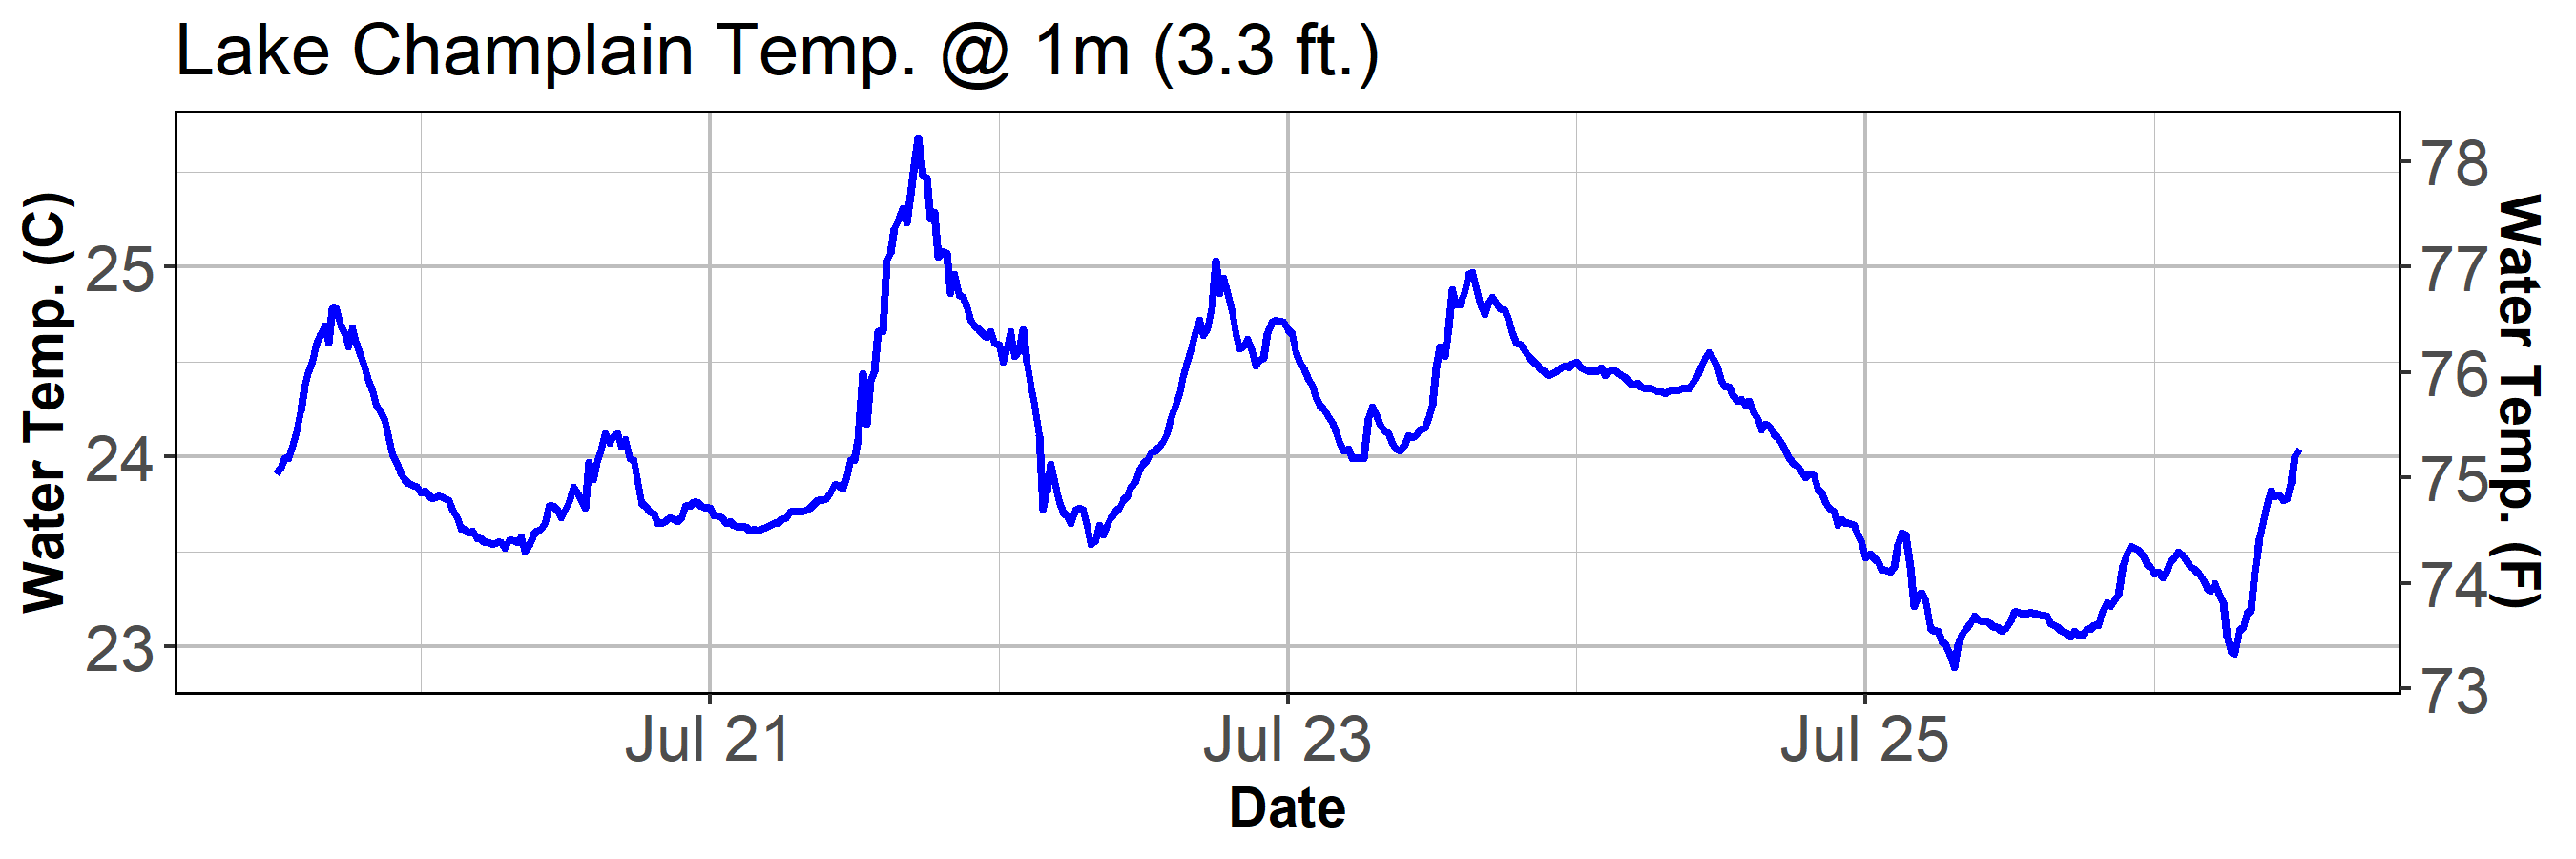 Lake Champlain Temp. @ 1m (3.3 ft.)
Water Temp. (C)
25
24
23
78
77
76
75
74
73
Water Temp. (F)
Jul 21
Jul 23
Jul 25
Date